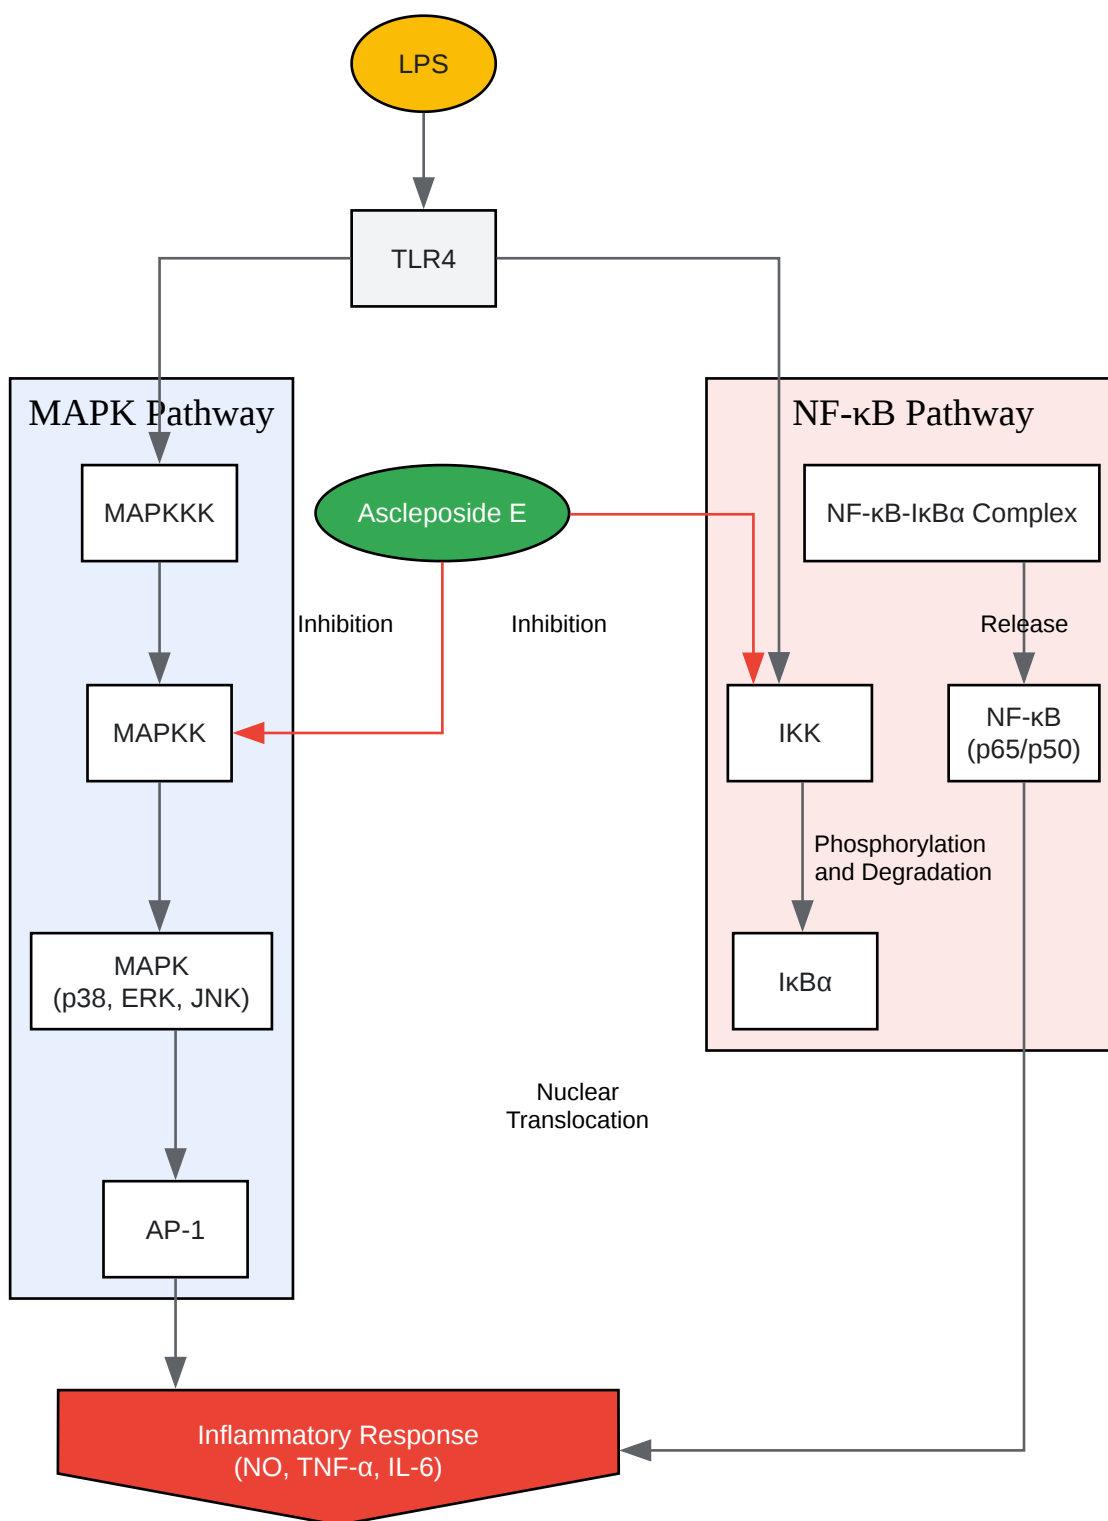 LPS
TLR4
MAPK Pathway
NF-κB Pathway
MAPKKK
Ascleposide E
NF-κB-IκBα Complex
Inhibition
Inhibition
Release
MAPKK
IKK
NF-κB
(p65/p50)
Phosphorylation
and Degradation
MAPK
(p38, ERK, JNK)
IκBα
Nuclear
Translocation
AP-1
Inflammatory Response
(NO, TNF-α, IL-6)